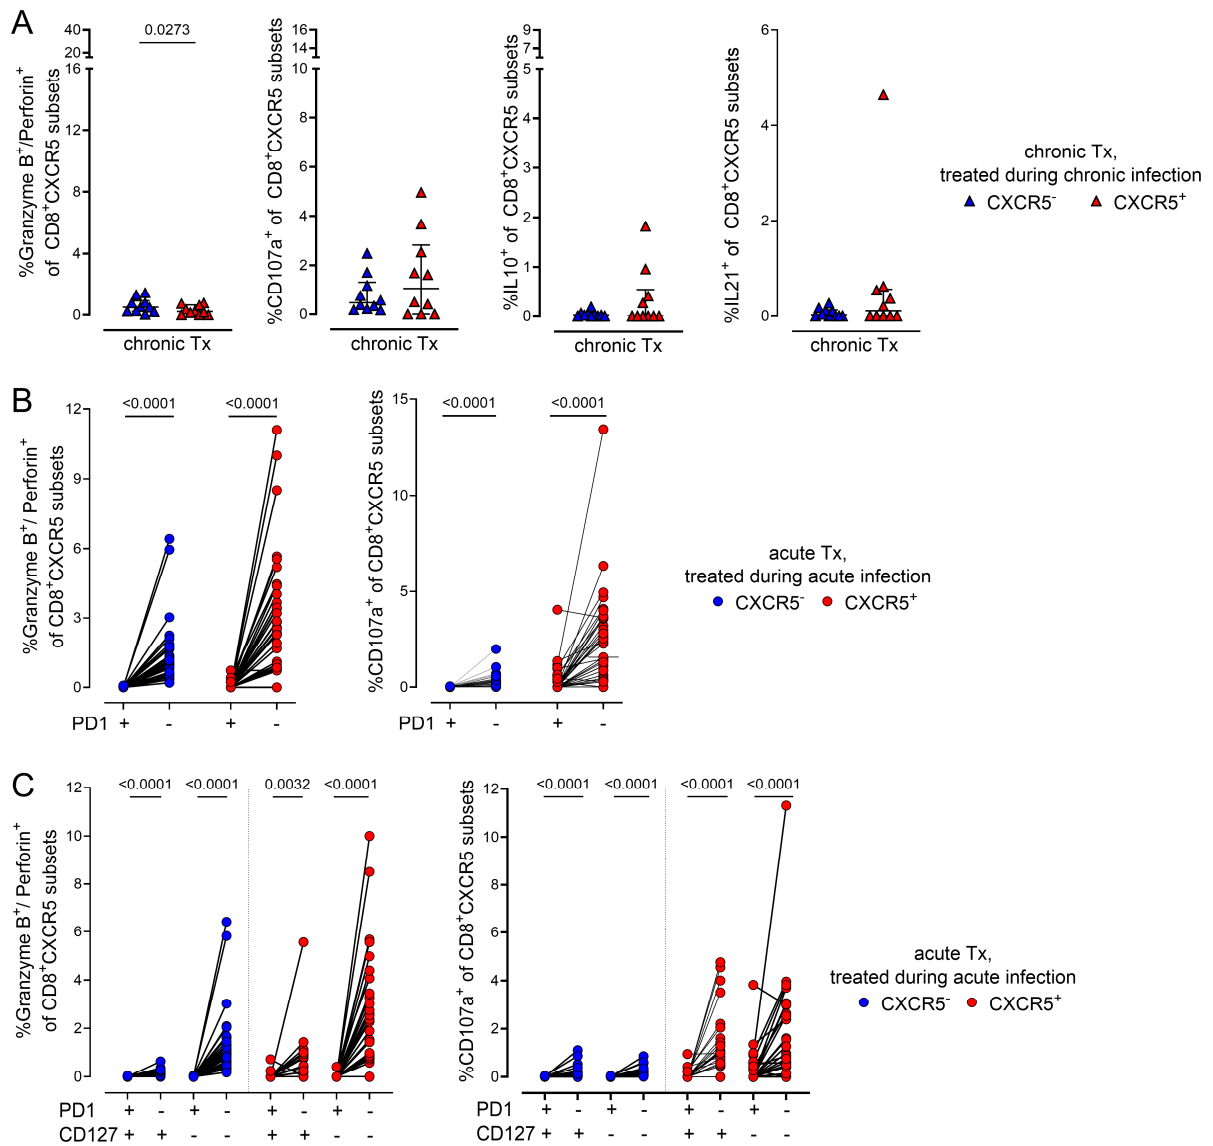 A
%Granzyme B+/Perforin+
of CD8+CXCR5 subsets
40
20
16
12
8
4
0
0.0273
chronic Tx
%CD107a+ of CD8+CXCR5 subsets
16
14
12
10
8
6
4
2
0
chronic Tx
%IL10+ of CD8+CXCR5 subsets
9
7
5
4
3
2
1
0
chronic Tx
%IL21+ of CD8+CXCR5 subsets
6
4
2
0
chronic Tx
chronic Tx,
treated during chronic infection
CXCR5- CXCR5+
B
%Granzyme B+/ Perforin+
of CD8+CXCR5 subsets
12
9
6
3
0
<0.0001 <0.0001
PD1 + - + -
%CD107a+ of CD8+CXCR5 subsets
15
10
5
0
<0.0001 <0.0001
PD1 + - + -
acute Tx,
treated during acute infection
CXCR5- CXCR5+
C
%Granzyme B+/ Perforin+
of CD8+CXCR5 subsets
12
10
8
6
4
2
0
<0.0001 <0.0001 0.0032 <0.0001
PD1 + - + - + - + -
CD127 + + - - + + - -
%CD107a+ of CD8+CXCR5 subsets
12
10
8
6
4
2
0
<0.0001 <0.0001 <0.0001 <0.0001
PD1 + - + - + - + -
CD127 + + - - + + - -
acute Tx,
treated during acute infection
CXCR5- CXCR5+